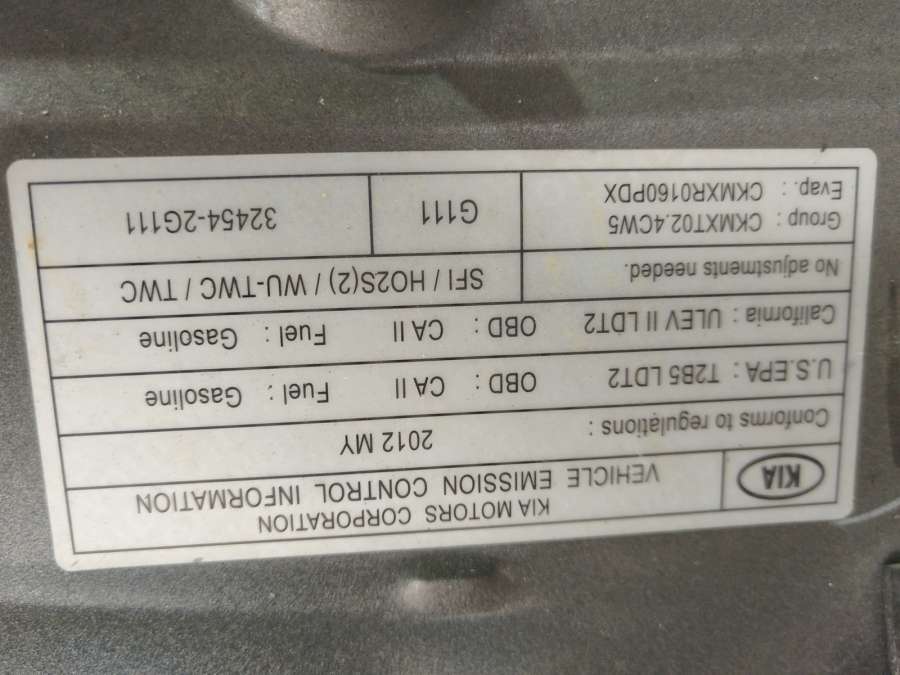 KIA
KIA MOTORS CORPORATION
VEHICLE EMISSION CONTROL INFORMATION
Conforms to regulations : 2012 MY
U.S.EPA : T2B5 LDT2 OBD : CA II Fuel : Gasoline
California : ULEV II LDT2 OBD : CA II Fuel : Gasoline
No adjustments needed. SFI / HO2S(2) / WU-TWC / TWC
Group : CKMXT02.4CW5 G111 32454-2G111
Evap. : CKMXR0160PDX